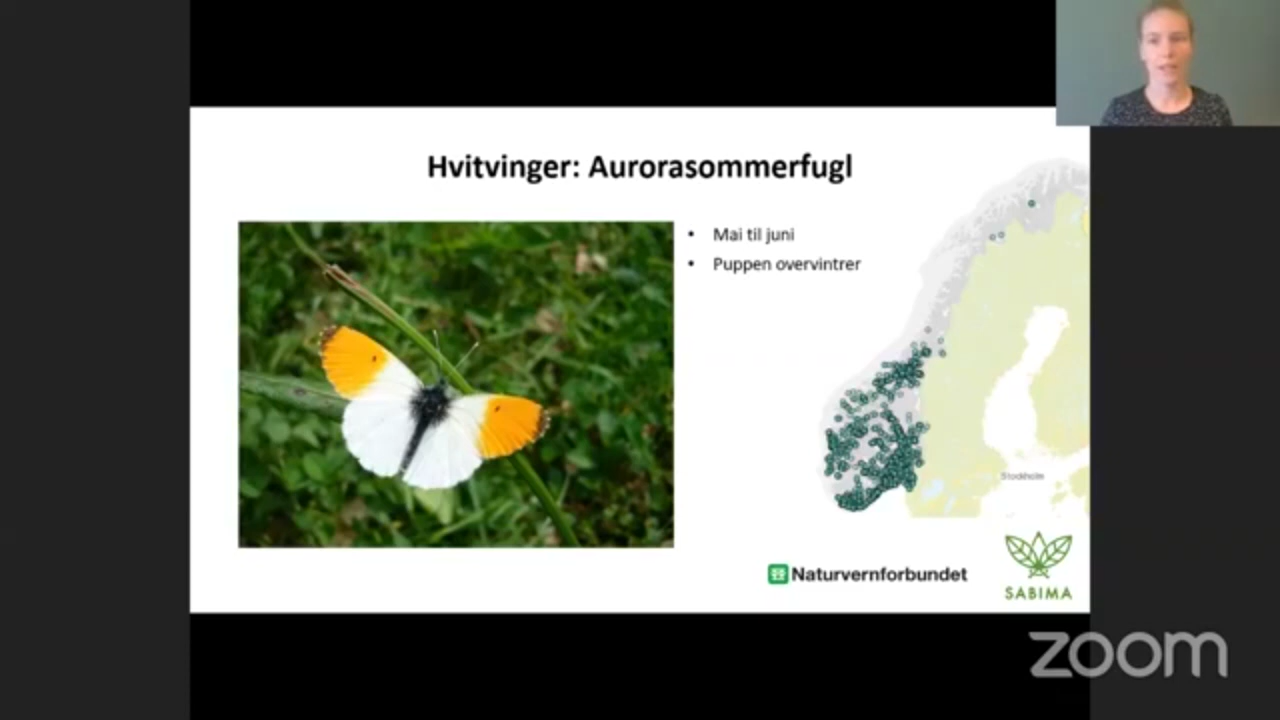 Hvitvinger: Aurorasommerfugl
• Mai til juni
• Puppen overvintrer
Stockholm
Naturvernforbundet
SABIMA
zoom